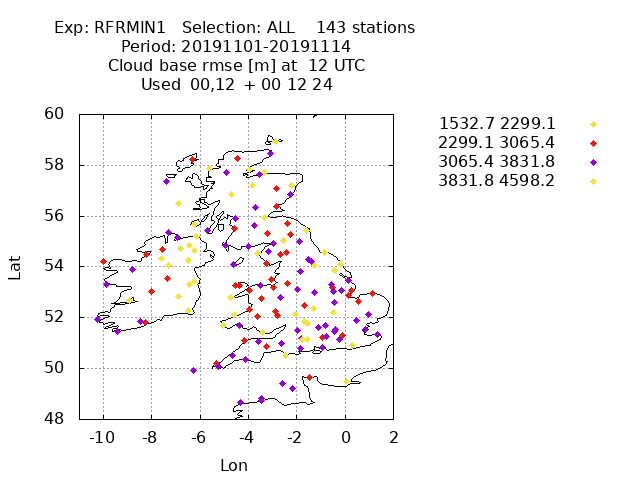 Exp: RFRMIN1 Selection: ALL 143 stations
Period: 20191101-20191114
Cloud base rmse [m] at 12 UTC
Used 00,12 + 00 12 24
1532.7 2299.1
2299.1 3065.4
3065.4 3831.8
3831.8 4598.2
60
58
56
54
52
50
48
Lat
-10 -8 -6 -4 -2 0 2
Lon